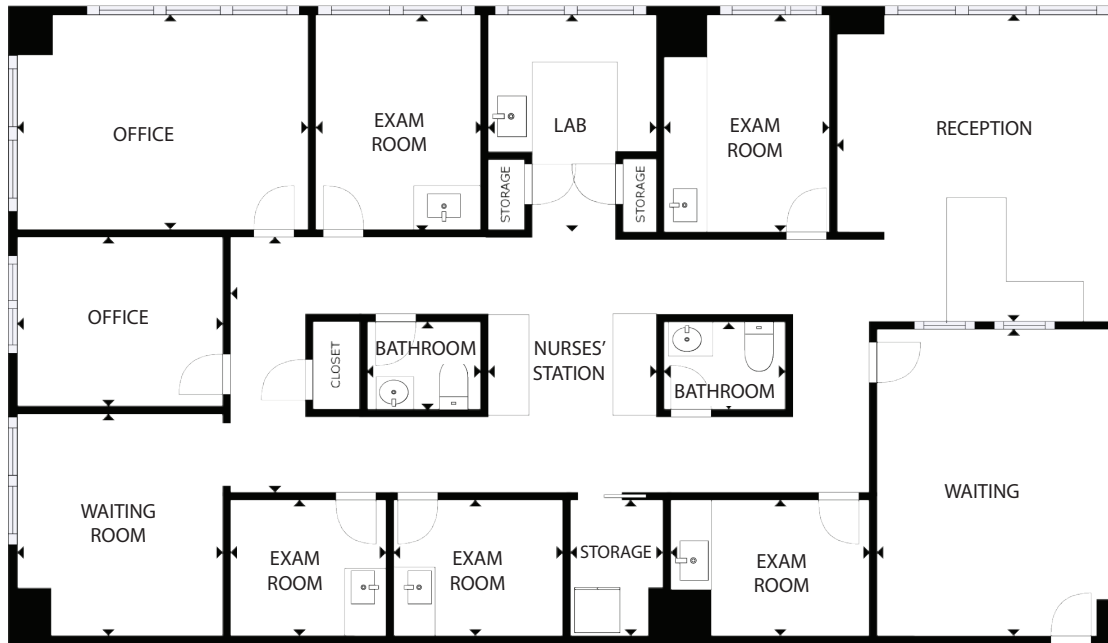 OFFICE
EXAM
ROOM
LAB
EXAM
ROOM
RECEPTION
STORAGE
STORAGE
OFFICE
CLOSET
BATHROOM
NURSES’
STATION
BATHROOM
WAITING
ROOM
EXAM
ROOM
EXAM
ROOM
STORAGE
EXAM
ROOM
WAITING